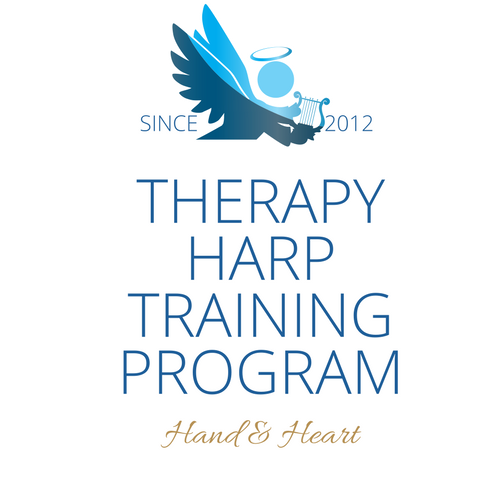 SINCE 2012
THERAPY
HARP
TRAINING
PROGRAM
Hand & Heart